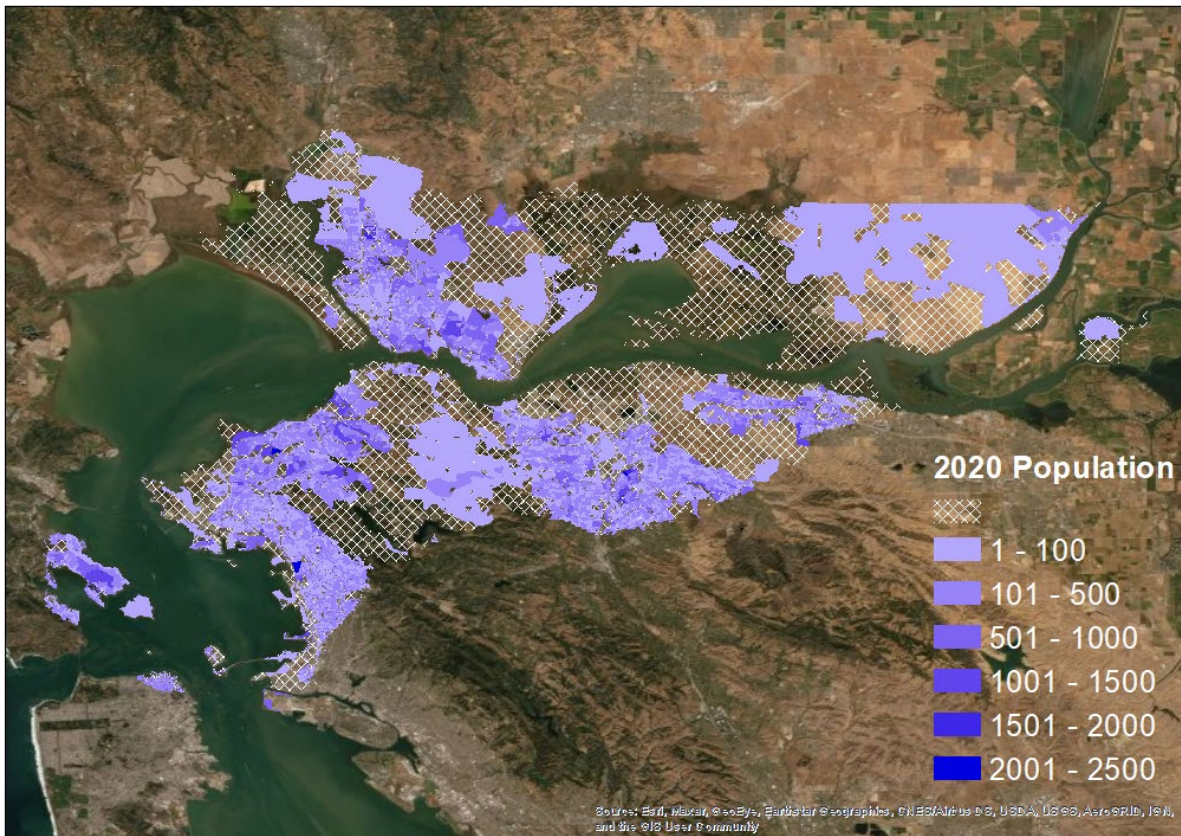 2020 Population
1 - 100
101 - 500
501 - 1000
1001 - 1500
1501 - 2000
2001 - 2500
Source: Esri, Maxar, GeoEye, Earthstar Geographics, CNES/Airbus DS, USDA, USGS, AeroGRID, IGN,
and the GIS User Community